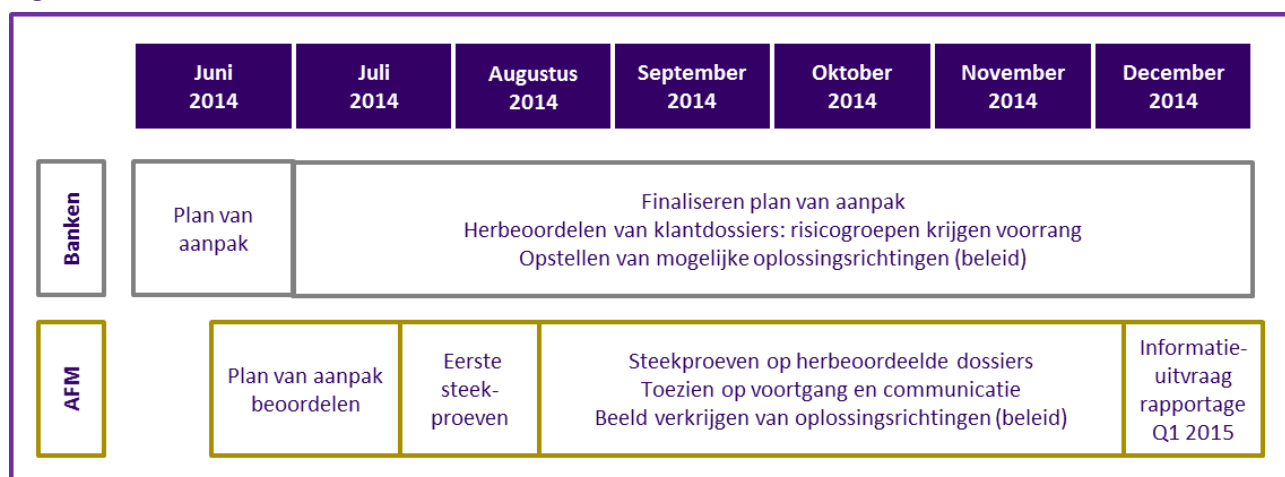 Juni
2014
Juli
2014
Augustus
2014
September
2014
Oktober
2014
November
2014
December
2014
Banken
Plan van
aanpak
Finaliseren plan van aanpak
Herbeoordelen van klantdossiers: risicogroepen krijgen voorrang
Opstellen van mogelijke oplossingsrichtingen (beleid)
AFM
Plan van aanpak
beoordelen
Eerste
steek-
proeven
Steekproeven op herbeoordeelde dossiers
Toezien op voortgang en communicatie
Beeld verkrijgen van oplossingsrichtingen (beleid)
Informatie-
uitvraag
rapportage
Q1 2015